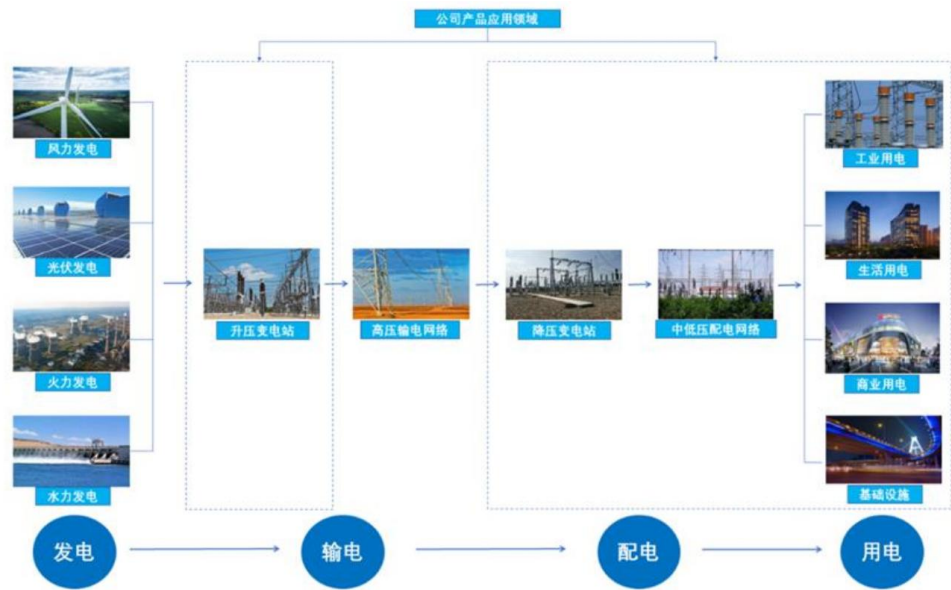 公司产品应用领域
风力发电
光伏发电
火力发电
水力发电
升压变电站
高压输电网络
降压变电站
中低压配电网络
工业用电
生活用电
商业用电
基础设施
发电
输电
配电
用电